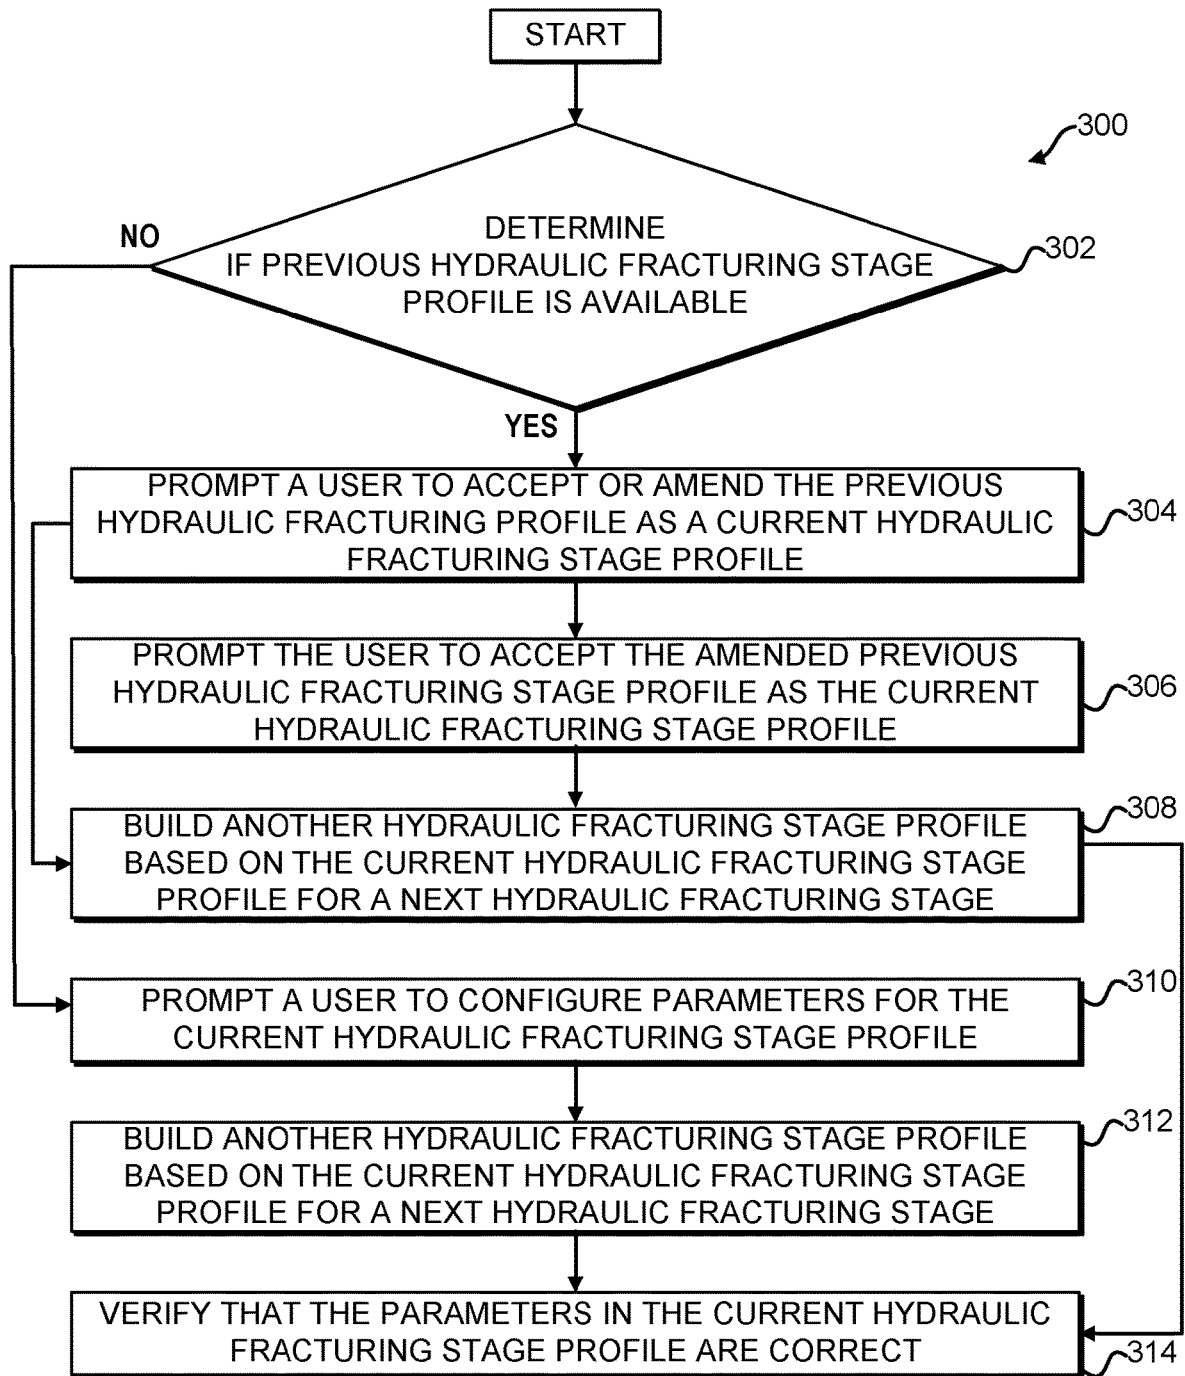 START
300
NO
DETERMINE
IF PREVIOUS HYDRAULIC FRACTURING STAGE
PROFILE IS AVAILABLE
302
YES
PROMPT A USER TO ACCEPT OR AMEND THE PREVIOUS
HYDRAULIC FRACTURING PROFILE AS A CURRENT HYDRAULIC
FRACTURING STAGE PROFILE
304
PROMPT THE USER TO ACCEPT THE AMENDED PREVIOUS
HYDRAULIC FRACTURING STAGE PROFILE AS THE CURRENT
HYDRAULIC FRACTURING STAGE PROFILE
306
BUILD ANOTHER HYDRAULIC FRACTURING STAGE PROFILE
BASED ON THE CURRENT HYDRAULIC FRACTURING STAGE
PROFILE FOR A NEXT HYDRAULIC FRACTURING STAGE
308
PROMPT A USER TO CONFIGURE PARAMETERS FOR THE
CURRENT HYDRAULIC FRACTURING STAGE PROFILE
310
BUILD ANOTHER HYDRAULIC FRACTURING STAGE PROFILE
BASED ON THE CURRENT HYDRAULIC FRACTURING STAGE
PROFILE FOR A NEXT HYDRAULIC FRACTURING STAGE
312
VERIFY THAT THE PARAMETERS IN THE CURRENT HYDRAULIC
FRACTURING STAGE PROFILE ARE CORRECT
314